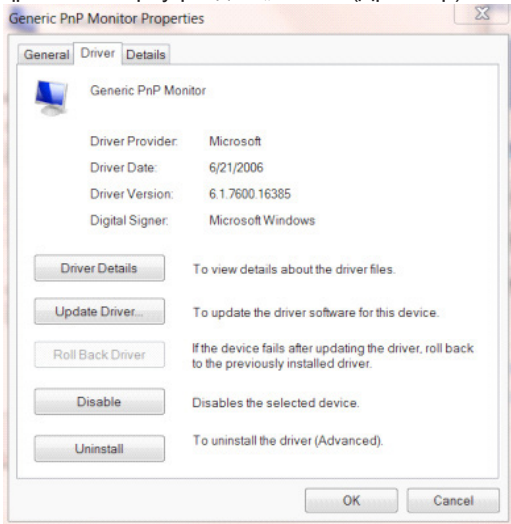 Generic PnP Monitor Properties
General Driver Details
Generic PnP Monitor
Driver Provider: Microsoft
Driver Date: 6/21/2006
Driver Version: 6.1.7600.16385
Digital Signer: Microsoft Windows
Driver Details To view details about the driver files.
Update Driver... To update the driver software for this device.
Roll Back Driver If the device fails after updating the driver, roll back
to the previously installed driver.
Disable Disables the selected device.
Uninstall To uninstall the driver (Advanced).
OK Cancel